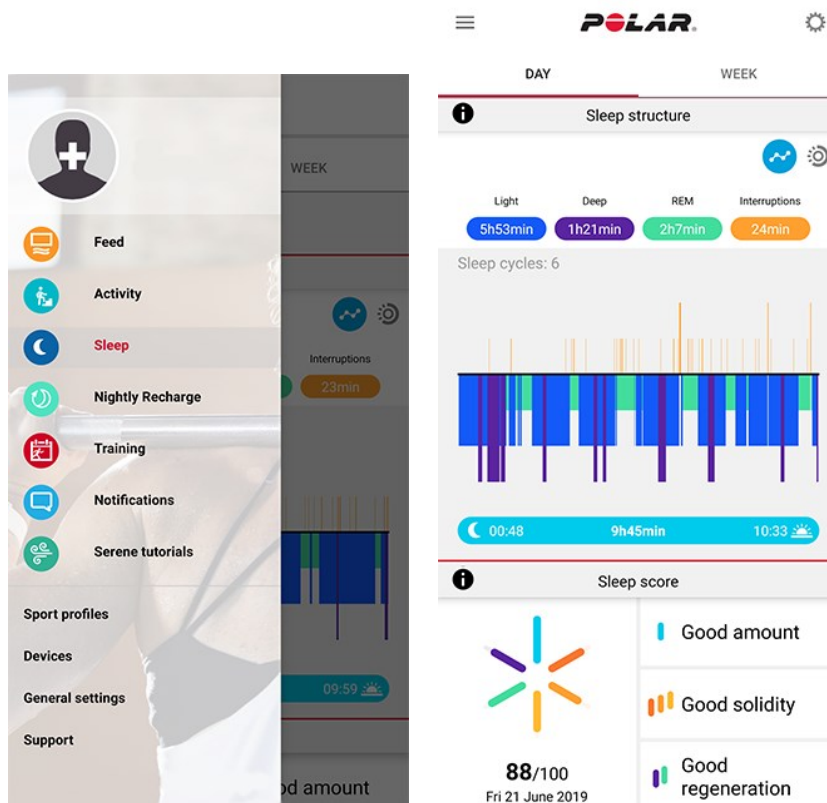 WEEK
Feed
Activity
Sleep
Interruptions
Nightly Recharge
23min
Training
Notifications
Serene tutorials
Sport profiles
Devices
09:59
General settings
Support
od amount
POLAR.
DAY WEEK
Sleep structure
Light Deep REM Interruptions
5h53min 1h21min 2h7min 24min
Sleep cycles: 6
00:48 9h45min 10:33
Sleep score
Good amount
Good solidity
88/100
Fri 21 June 2019
Good
regeneration